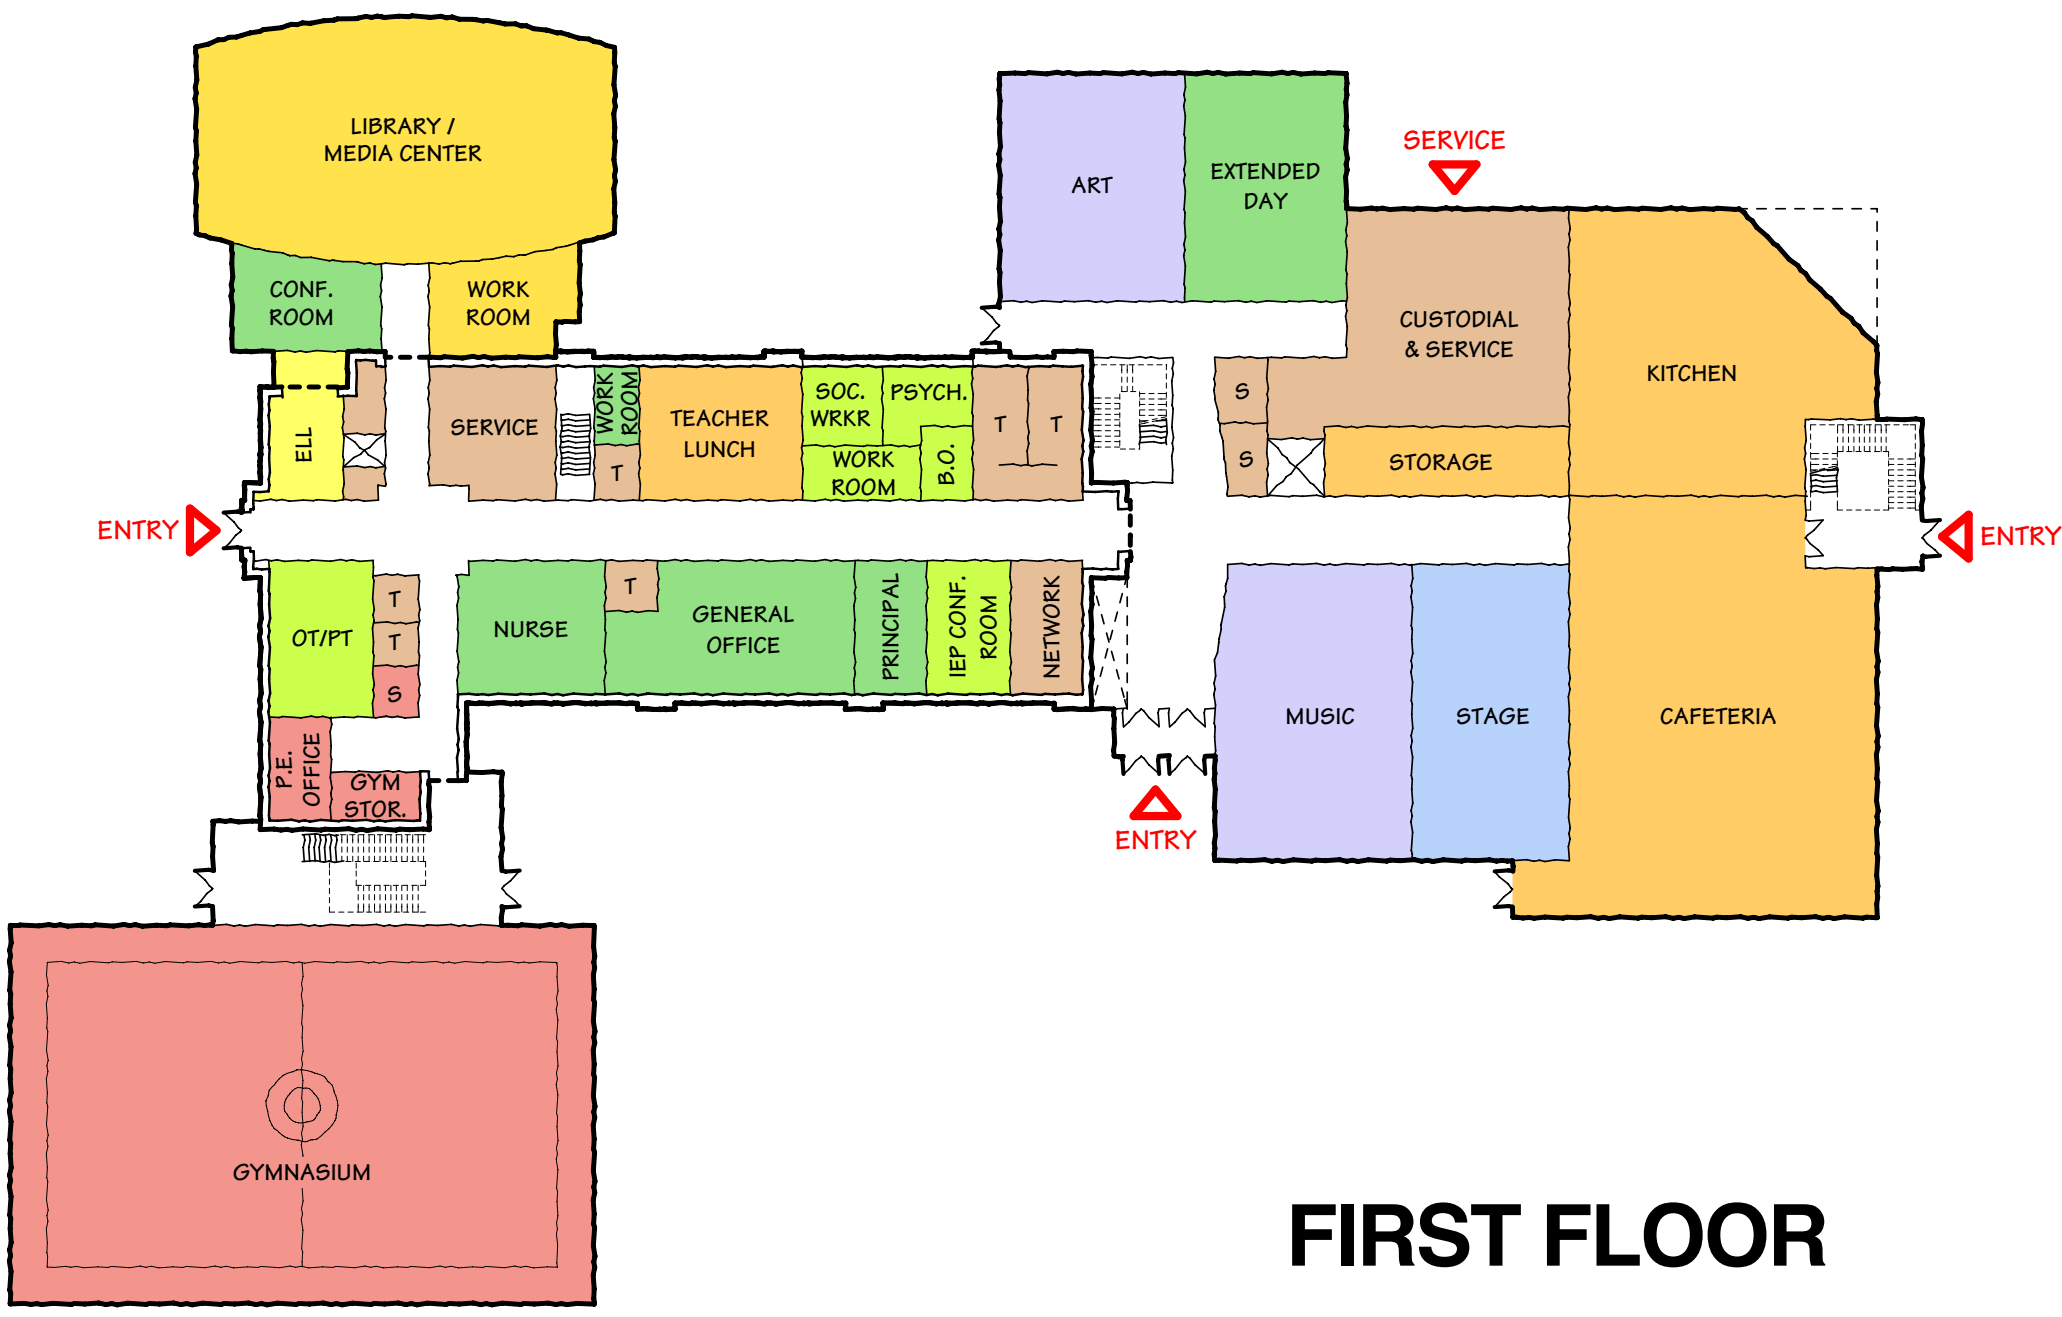 LIBRARY /
MEDIA CENTER
ART
EXTENDED
DAY
SERVICE
CONF.
ROOM
WORK
ROOM
CUSTODIAL
& SERVICE
KITCHEN
ELL
SERVICE
WORK
ROOM
T
TEACHER
LUNCH
SOC.
WRKR
PSYCH.
WORK
ROOM
B.O.
T
T
S
S
STORAGE
ENTRY
ENTRY
OT/PT
T
T
S
NURSE
T
GENERAL
OFFICE
PRINCIPAL
IEP CONF.
ROOM
NETWORK
MUSIC
STAGE
CAFETERIA
P.E.
OFFICE
GYM
STOR.
ENTRY
GYMNASIUM
FIRST FLOOR